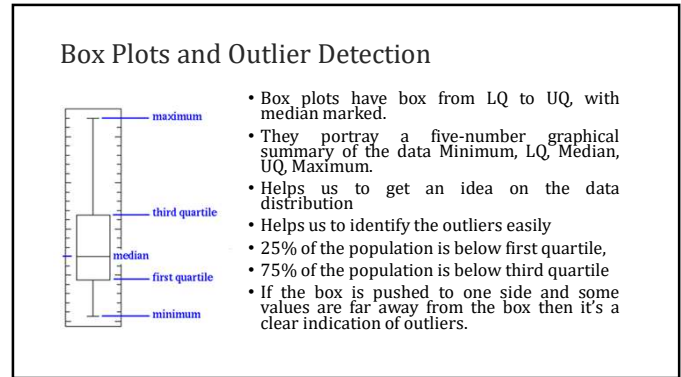 Box Plots and Outlier Detection
maximum
third quartile
median
first quartile
minimum
• Box plots have box from LQ to UQ, with
median marked.
• They portray a five-number graphical
summary of the data Minimum, LQ, Median,
UQ, Maximum.
• Helps us to get an idea on the data
distribution
• Helps us to identify the outliers easily
• 25% of the population is below first quartile,
• 75% of the population is below third quartile
• If the box is pushed to one side and some
values are far away from the box then it's a
clear indication of outliers.